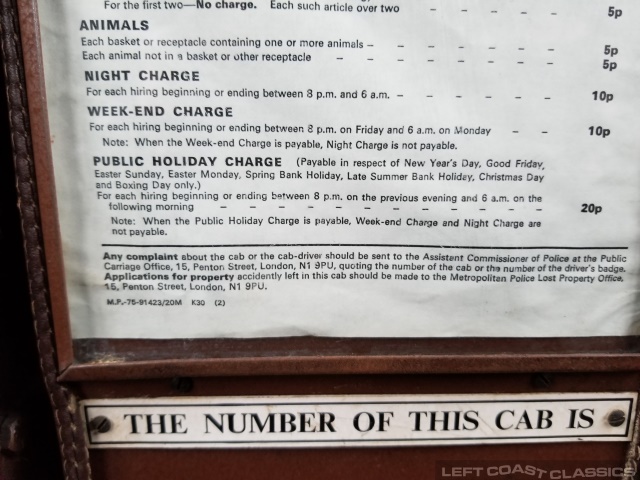 For the first two—No charge. Each such article over two – – – – – 5p
ANIMALS
Each basket or receptacle containing one or more animals – – – – – – 5p
Each animal not in a basket or other receptacle – – – – – – – 5p
NIGHT CHARGE
For each hiring beginning or ending between 8 p.m. and 6 a.m. – – – – – – 10p
WEEK-END CHARGE
For each hiring beginning or ending between 8 p.m. on Friday and 6 a.m. on Monday – – 10p
Note: When the Week-end Charge is payable, Night Charge is not payable.
PUBLIC HOLIDAY CHARGE (Payable in respect of New Year's Day, Good Friday,
Easter Sunday, Easter Monday, Spring Bank Holiday, Late Summer Bank Holiday, Christmas Day
and Boxing Day only.)
For each hiring beginning or ending between 8 p.m. on the previous evening and 6 a.m. on the
following morning – – – – – – – – – – – 20p
Note: When the Public Holiday Charge is payable, Week-end Charge and Night Charge are
not payable.
Any complaint about the cab or the cab-driver should be sent to the Assistant Commissioner of Police at the Public
Carriage Office, 15, Penton Street, London, N1 9PU, quoting the number of the cab or the number of the driver's badge.
Applications for property accidently left in this cab should be made to the Metropolitan Police Lost Property Office,
15, Penton Street, London, N1 9PU.
M.P.-75-91423/20M K30 (2)
THE NUMBER OF THIS CAB IS
LEFT COAST CLASSICS